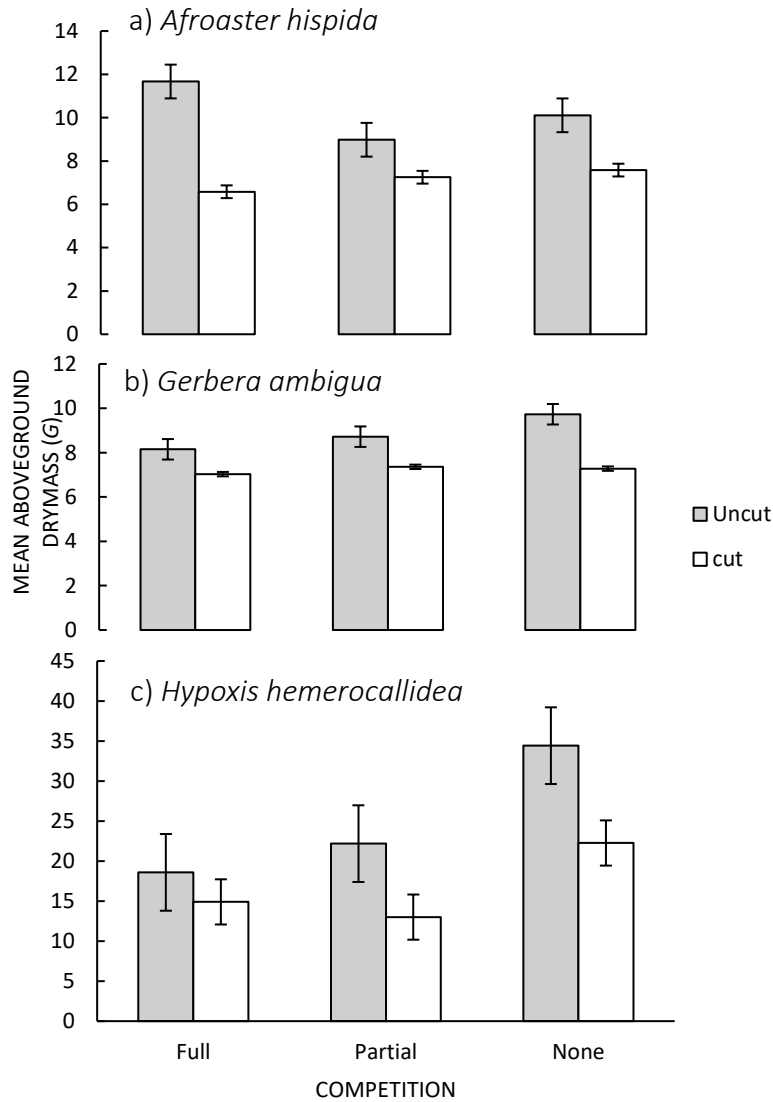 a) Afroaster hispida
14
12
10
8
6
4
2
0
b) Gerbera ambigua
12
10
8
6
4
2
0
MEAN ABOVEGROUND
DRYMASS (G)
Uncut
cut
c) Hypoxis hemerocallidea
45
40
35
30
25
20
15
10
5
0
Full Partial None
COMPETITION